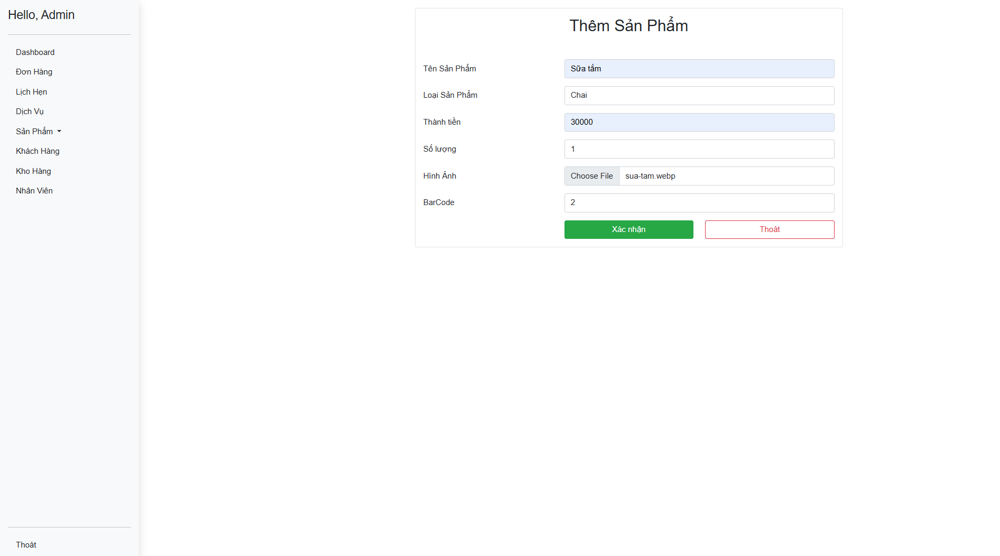 Hello, Admin
Dashboard
Đơn Hàng
Lịch Hẹn
Dịch Vụ
Sản Phẩm
Khách Hàng
Kho Hàng
Nhân Viên
Thoát
Thêm Sản Phẩm
Tên Sản Phẩm Sữa tắm
Loại Sản Phẩm Chai
Thành tiền 30000
Số lượng 1
Hình Ảnh Choose File sua-tam.webp
BarCode 2
Xác nhận Thoát